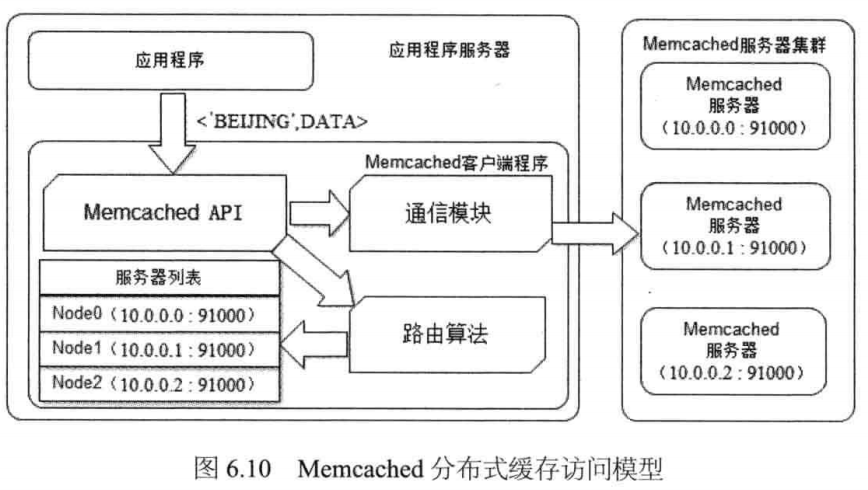 应用程序
应用程序服务器
<'BEIJING',DATA>
Memcached客户端程序
Memcached API
通信模块
服务器列表
Node0（10.0.0.0 : 91000）
Node1（10.0.0.1 : 91000）
Node2（10.0.0.2 : 91000）
路由算法
Memcached服务器集群
Memcached
服务器
（10.0.0.0 : 91000）
Memcached
服务器
（10.0.0.1 : 91000）
Memcached
服务器
（10.0.0.2 : 91000）
图 6.10 Memcached 分布式缓存访问模型